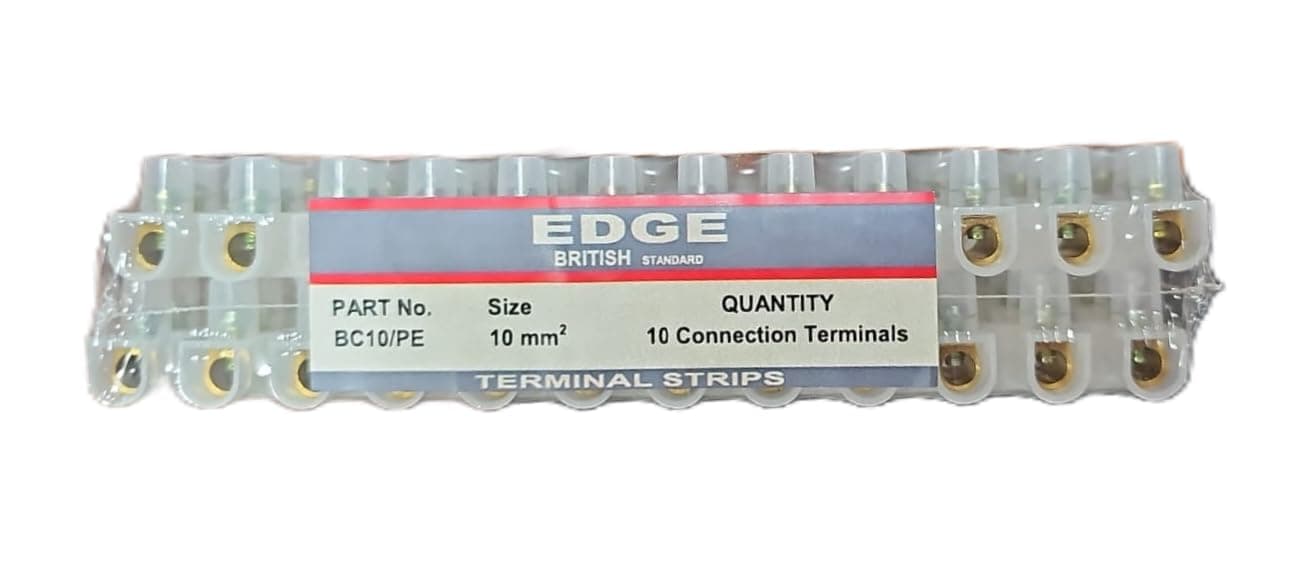 EDGE
BRITISH STANDARD
PART No. Size QUANTITY
BC10/PE 10 mm² 10 Connection Terminals
TERMINAL STRIPS